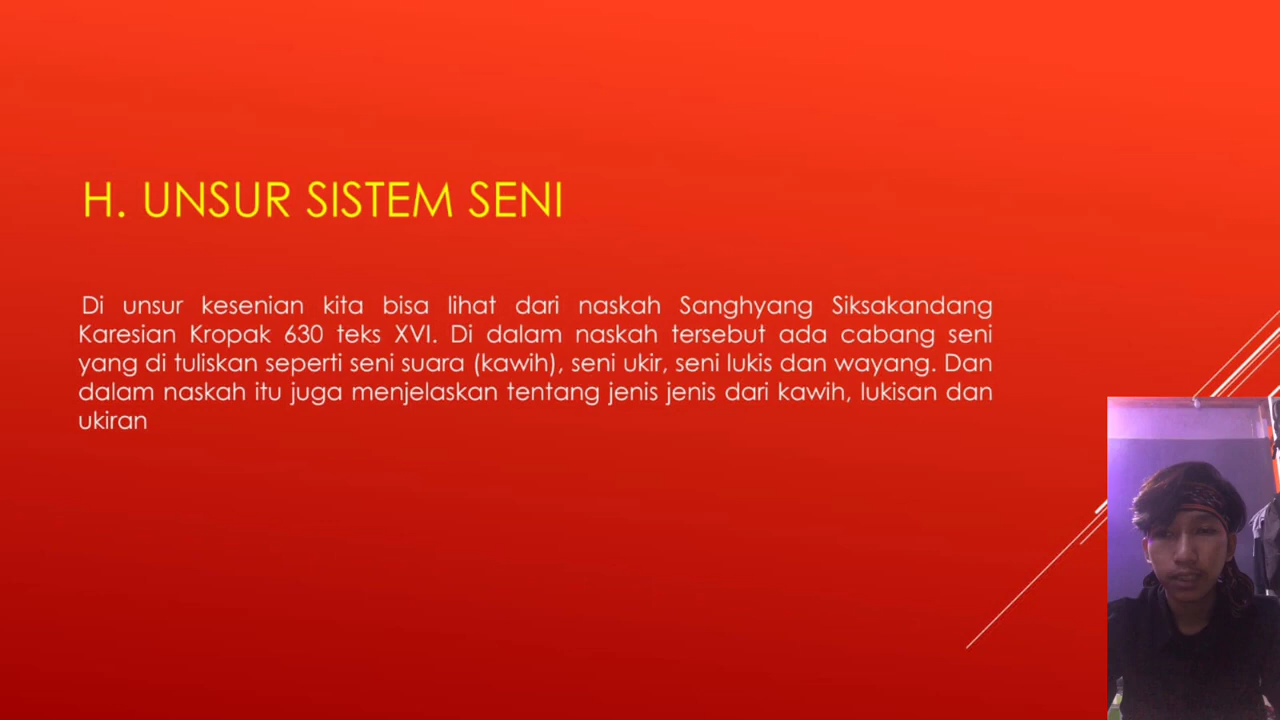 H. UNSUR SISTEM SENI
Di unsur kesenian kita bisa lihat dari naskah Sanghyang Siksakandang
Karesian Kropak 630 teks XVI. Di dalam naskah tersebut ada cabang seni
yang di tuliskan seperti seni suara (kawih), seni ukir, seni lukis dan wayang. Dan
dalam naskah itu juga menjelaskan tentang jenis jenis dari kawih, lukisan dan
ukiran